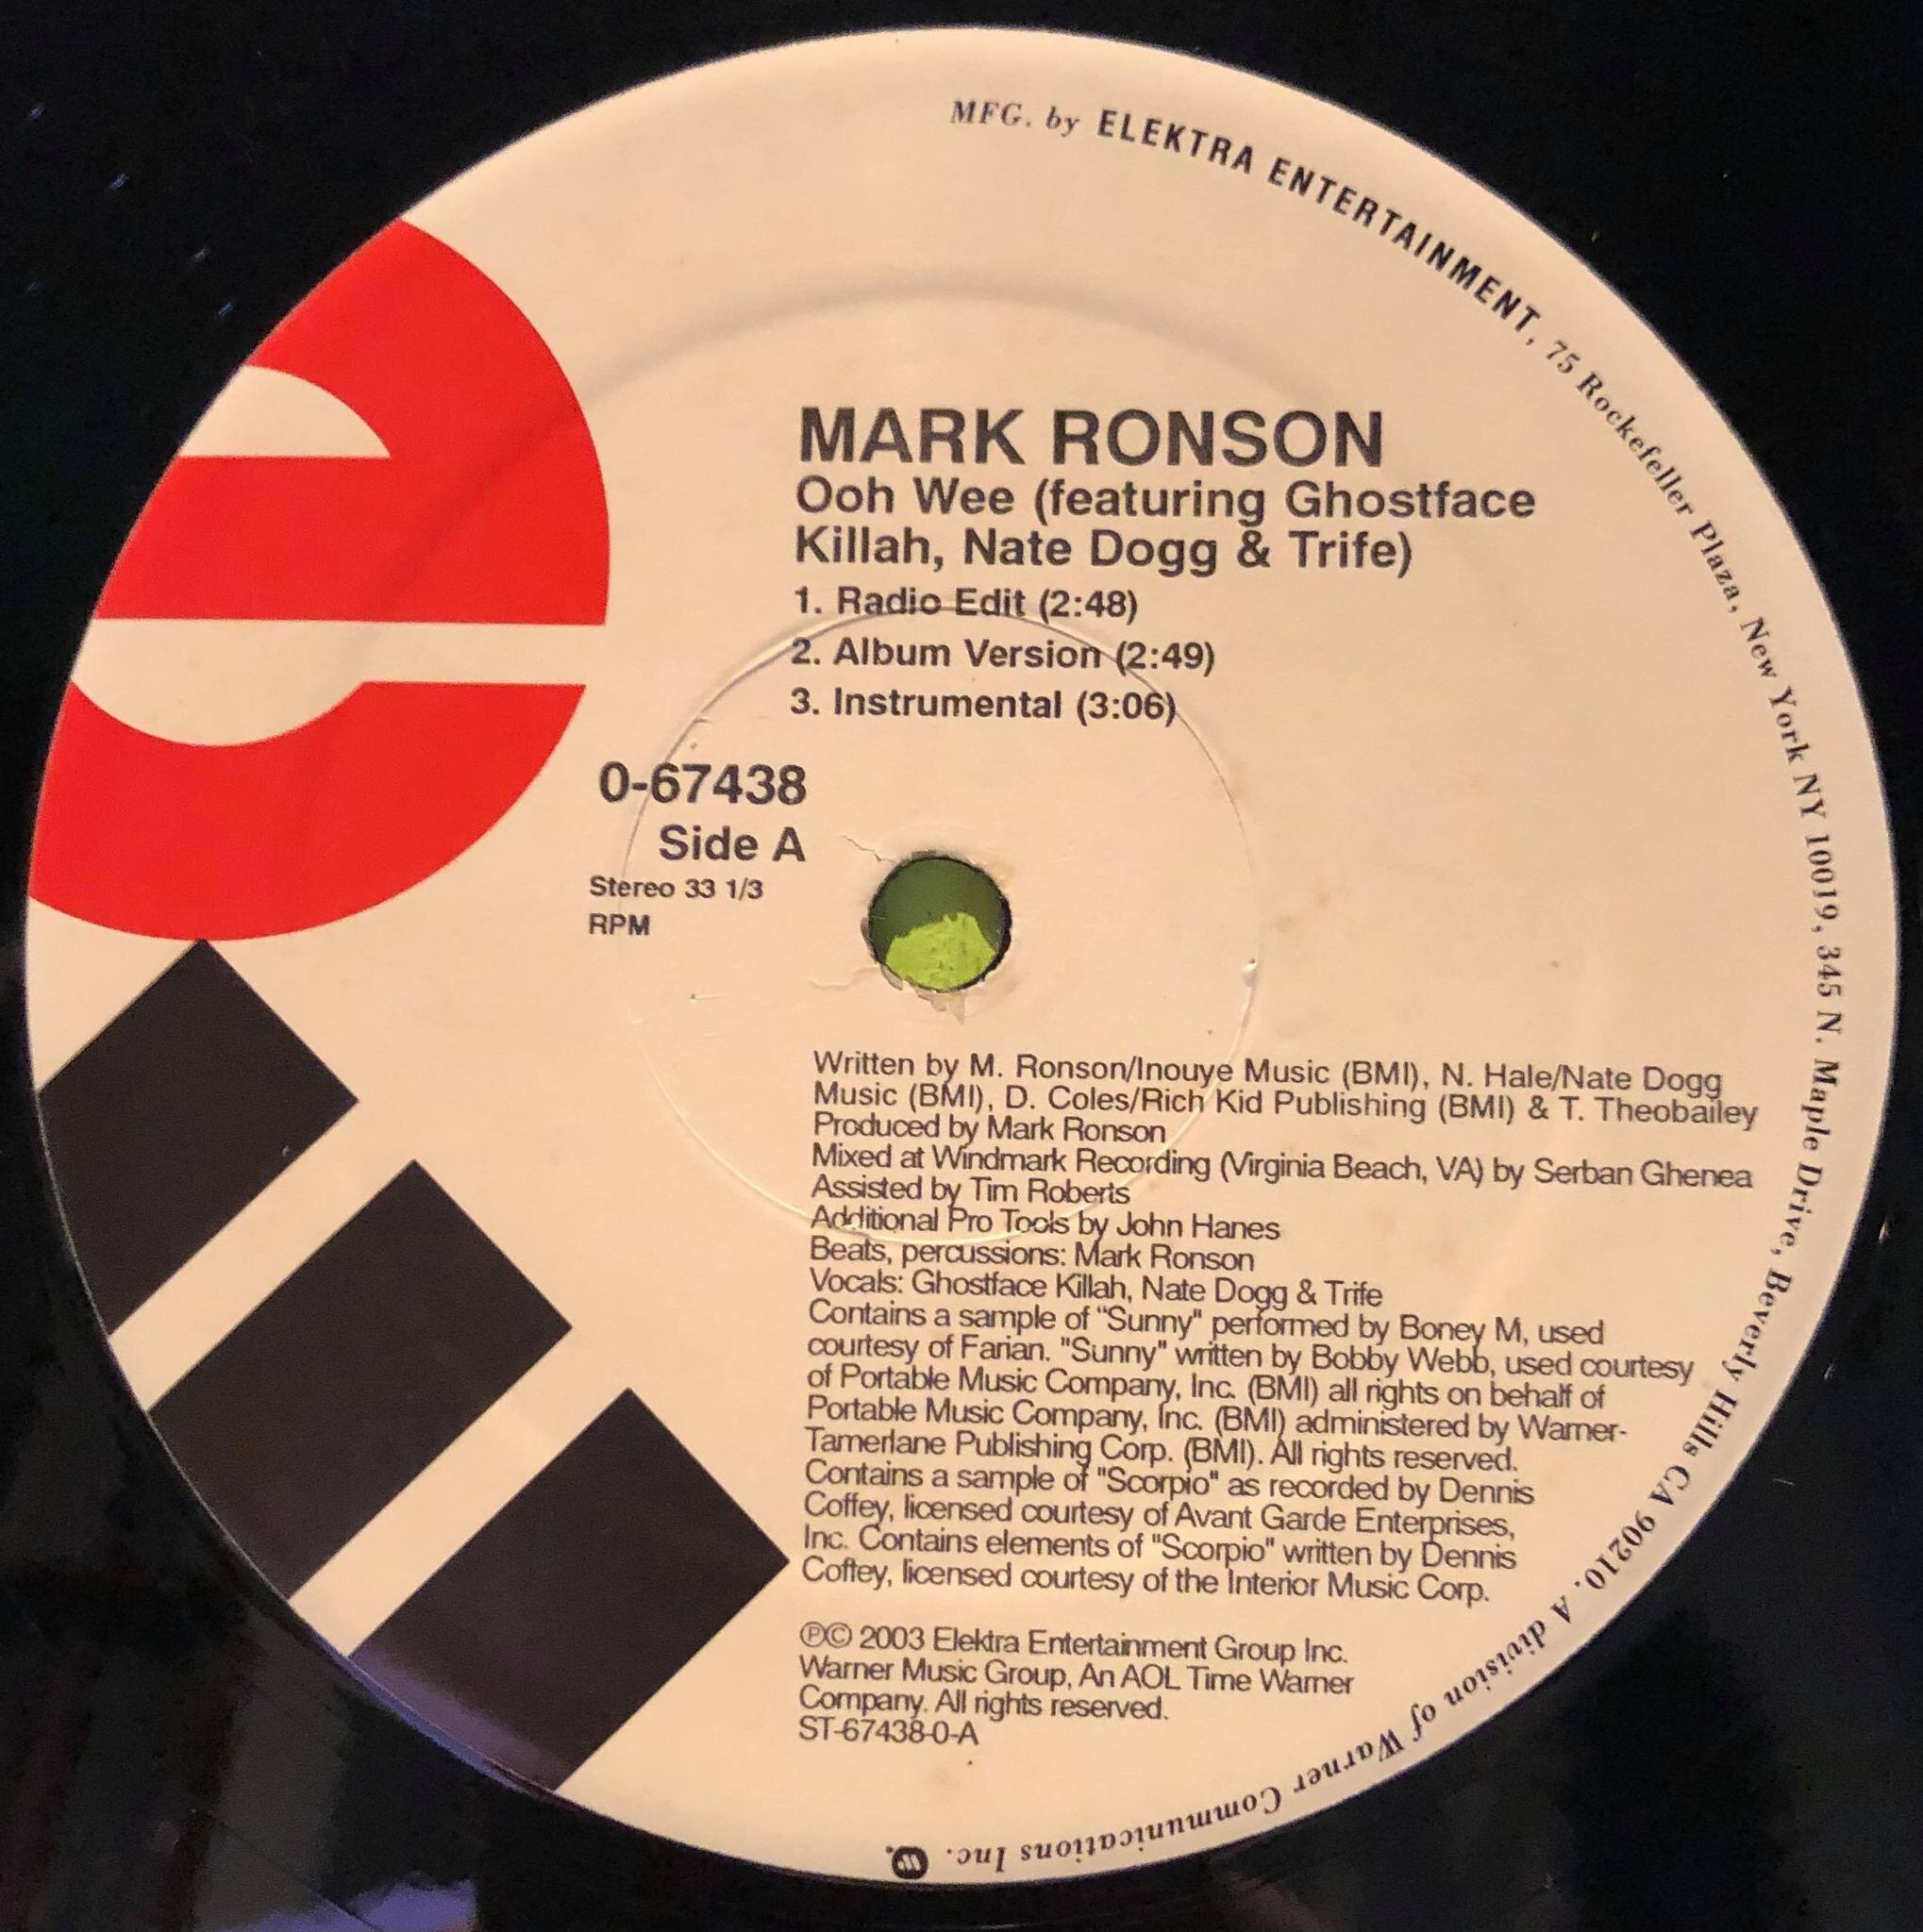 MFG. by ELEKTRA ENTERTAINMENT, 75 Rockefeller Plaza, New York NY 10019, 345 N. Maple Drive, Beverly Hills CA 90210. A division of Warner Communications Inc.
MARK RONSON
Ooh Wee (featuring Ghostface
Killah, Nate Dogg & Trife)
1. Radio Edit (2:48)
2. Album Version (2:49)
3. Instrumental (3:06)
0-67438
Side A
Stereo 33 1/3
RPM
Written by M. Ronson/Inouye Music (BMI), N. Hale/Nate Dogg
Music (BMI), D. Coles/Rich Kid Publishing (BMI) & T. Theobailey
Produced by Mark Ronson
Mixed at Windmark Recording (Virginia Beach, VA) by Serban Ghenea
Assisted by Tim Roberts
Additional Pro Tools by John Hanes
Beats, percussions: Mark Ronson
Vocals: Ghostface Killah, Nate Dogg & Trife
Contains a sample of "Sunny" performed by Boney M, used
courtesy of Farian. "Sunny" written by Bobby Webb, used courtesy
of Portable Music Company, Inc. (BMI) all rights on behalf of
Portable Music Company, Inc. (BMI) administered by Warner-
Tamerlane Publishing Corp. (BMI). All rights reserved.
Contains a sample of "Scorpio" as recorded by Dennis
Coffey, licensed courtesy of Avant Garde Enterprises,
Inc. Contains elements of "Scorpio" written by Dennis
Coffey, licensed courtesy of the Interior Music Corp.
℗© 2003 Elektra Entertainment Group Inc.
Warner Music Group, An AOL Time Warner
Company. All rights reserved.
ST-67438-0-A